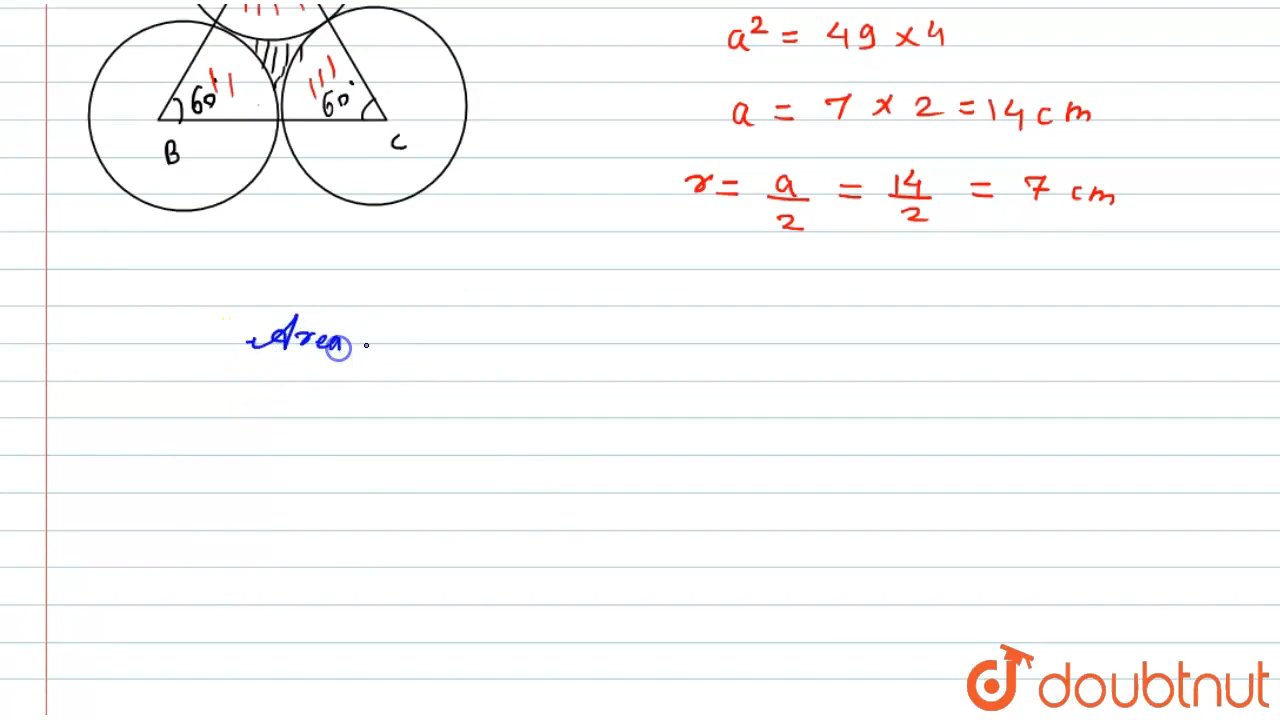 a² = 49 × 4
60° 60°
a = 7 × 2 = 14 cm
B C
r = a/2 = 14/2 = 7 cm
Area
doubtnut